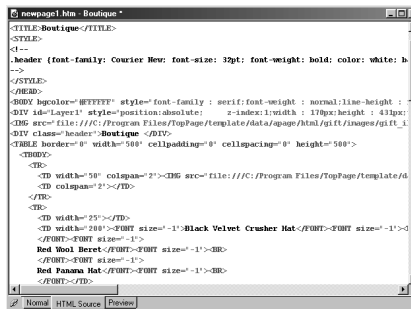 newpage1.htm - Boutique *
<TITLE>Boutique</TITLE>
<STYLE>
<!--
.header {font-family: Courier New; font-size: 32pt; font-weight: bold; color: white; b
-->
</STYLE>
</HEAD>
<BODY bgcolor="#FFFFFF" style="font-family : serif;font-weight : normal;line-height :
<DIV id="Layer1" style="position:absolute; z-index:1;width : 170px;height : 431px;
<IMG src="file:///C:/Program Files/TopPage/template/data/apage/html/gift/images/gift_i
<DIV class="header">Boutique </DIV>
<TABLE border="0" width="500" cellpadding="0" cellspacing="0" height="500">
<TBODY>
<TR>
<TD width="50" colspan="2"><IMG src="file:///C:/Program Files/TopPage/template/d
<TD colspan="2"></TD>
</TR>
<TR>
<TD width="25"></TD>
<TD width="200"><FONT size="-1">Black Velvet Crusher Hat</FONT><FONT size="-1">
</FONT><FONT size="-1">
Red Wool Beret</FONT><FONT size="-1"><BR>
</FONT><FONT size="-1">
Red Panama Hat</FONT><FONT size="-1"><BR>
</FONT></TD>
Normal HTML Source Preview